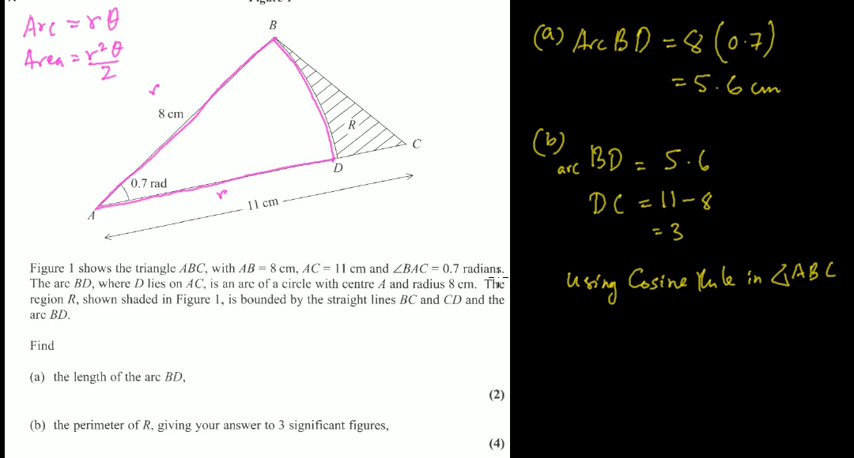 Arc = rθ
Area = r²θ/2
B
r
8 cm
R
C
D
0.7 rad
r
A
11 cm
Figure 1 shows the triangle ABC, with AB = 8 cm, AC = 11 cm and ∠BAC = 0.7 radians.
The arc BD, where D lies on AC, is an arc of a circle with centre A and radius 8 cm. The
region R, shown shaded in Figure 1, is bounded by the straight lines BC and CD and the
arc BD.
Find
(a) the length of the arc BD,
(2)
(b) the perimeter of R, giving your answer to 3 significant figures,
(4)
(a) Arc BD = 8 (0.7)
= 5.6 cm
(b)
arc BD = 5.6
DC = 11 - 8
= 3
using Cosine Rule in △ABC